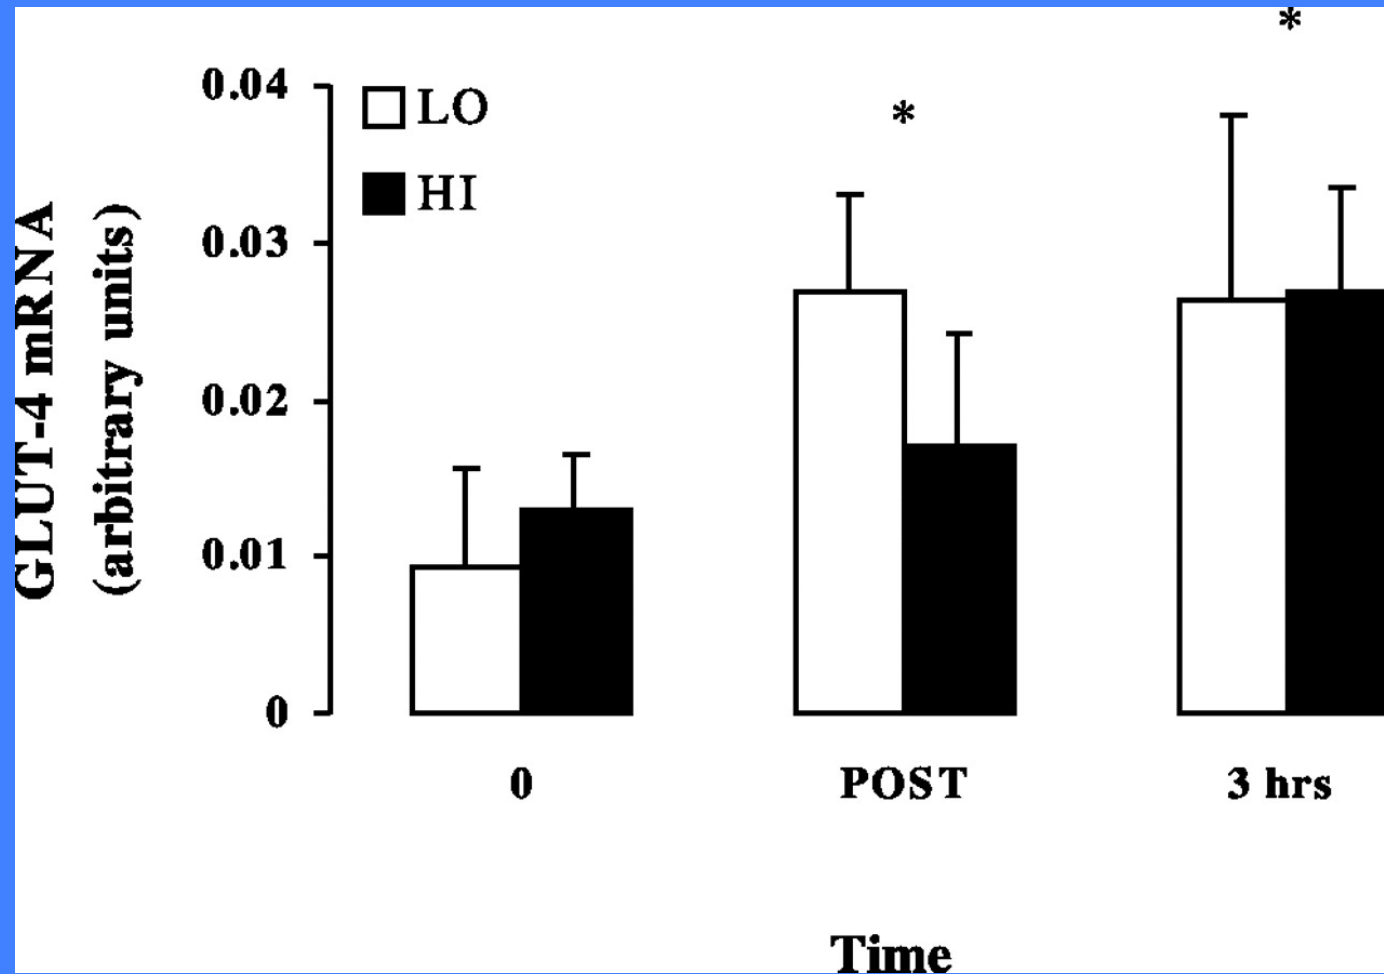 *
0.04
LO
*
HI
0.03
0.02
0.01
0
GLUT-4 mRNA
(arbitrary units)
0
POST
3 hrs
Time